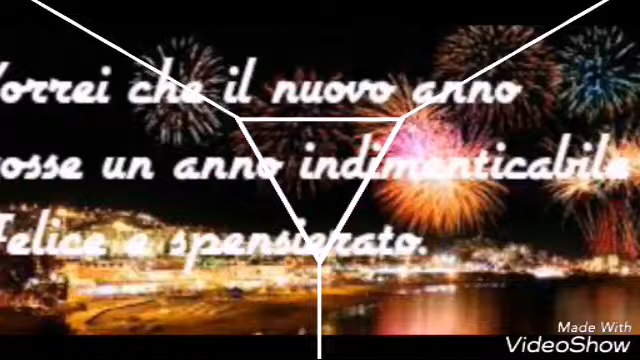 Vorrei che il nuovo anno
fosse un anno indimenticabile
Felice e spensierato.
Made With
VideoShow